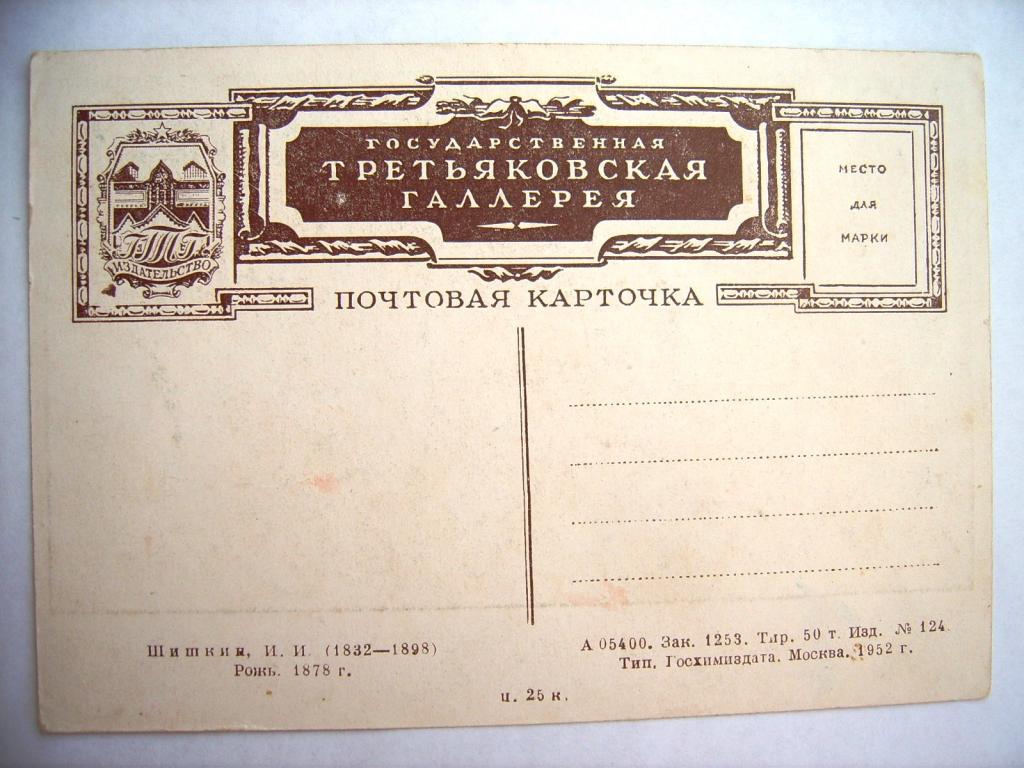 ГОСУДАРСТВЕННАЯ
ТРЕТЬЯКОВСКАЯ
ГАЛЛЕРЕЯ
ГТГ
ИЗДАТЕЛЬСТВО
МЕСТО
ДЛЯ
МАРКИ
ПОЧТОВАЯ КАРТОЧКА
Шишкин, И. И. (1832—1898)
Рожь. 1878 г.
А 05400. Зак. 1253. Тир. 50 т. Изд. № 124.
Тип. Госхимиздата. Москва. 1952 г.
ц. 25 к.